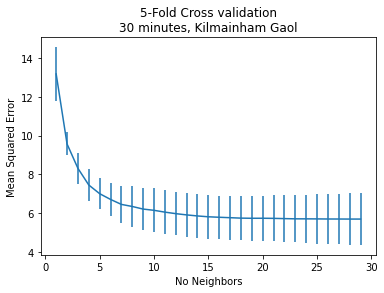 5-Fold Cross validation
30 minutes, Kilmainham Gaol
Mean Squared Error
14
12
10
8
6
4
0 5 10 15 20 25 30
No Neighbors